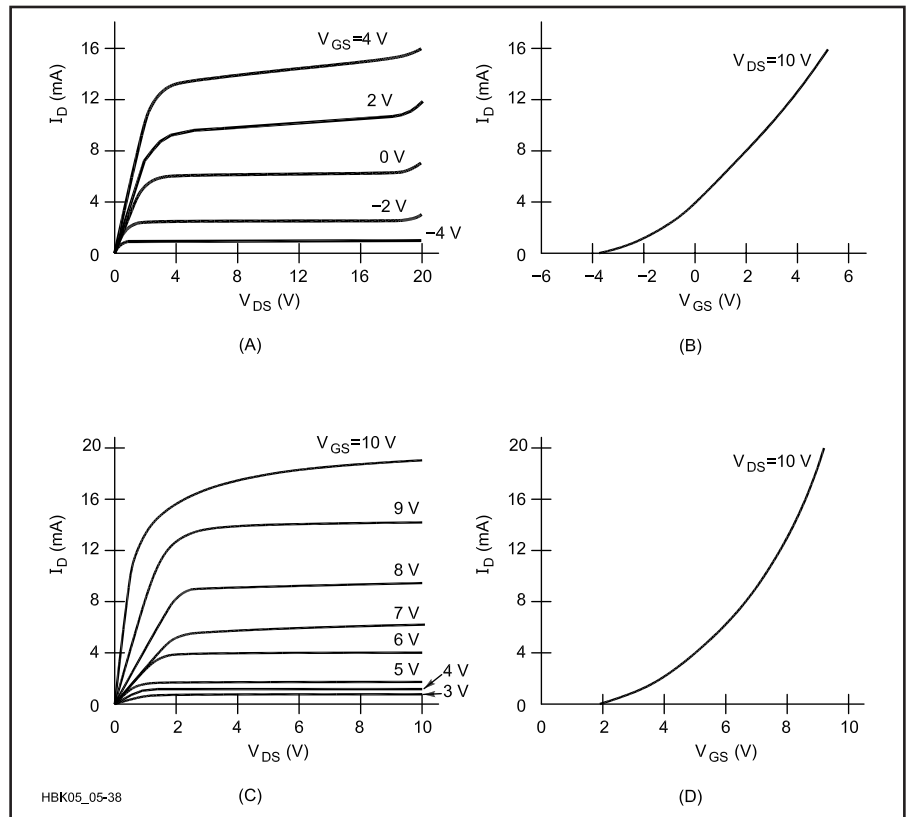 16
12
8
4
0
I_D (mA)
V_GS=4 V
2 V
0 V
−2 V
−4 V
0 4 8 12 16 20
V_DS (V)
(A)
16
12
8
4
0
I_D (mA)
V_DS=10 V
−6 −4 −2 0 2 4 6
V_GS (V)
(B)
20
16
12
8
4
0
I_D (mA)
V_GS=10 V
9 V
8 V
7 V
6 V
5 V
4 V
3 V
0 2 4 6 8 10
V_DS (V)
(C)
20
16
12
8
4
0
I_D (mA)
V_DS=10 V
0 2 4 6 8 10
V_GS (V)
(D)
HBK05_05-38